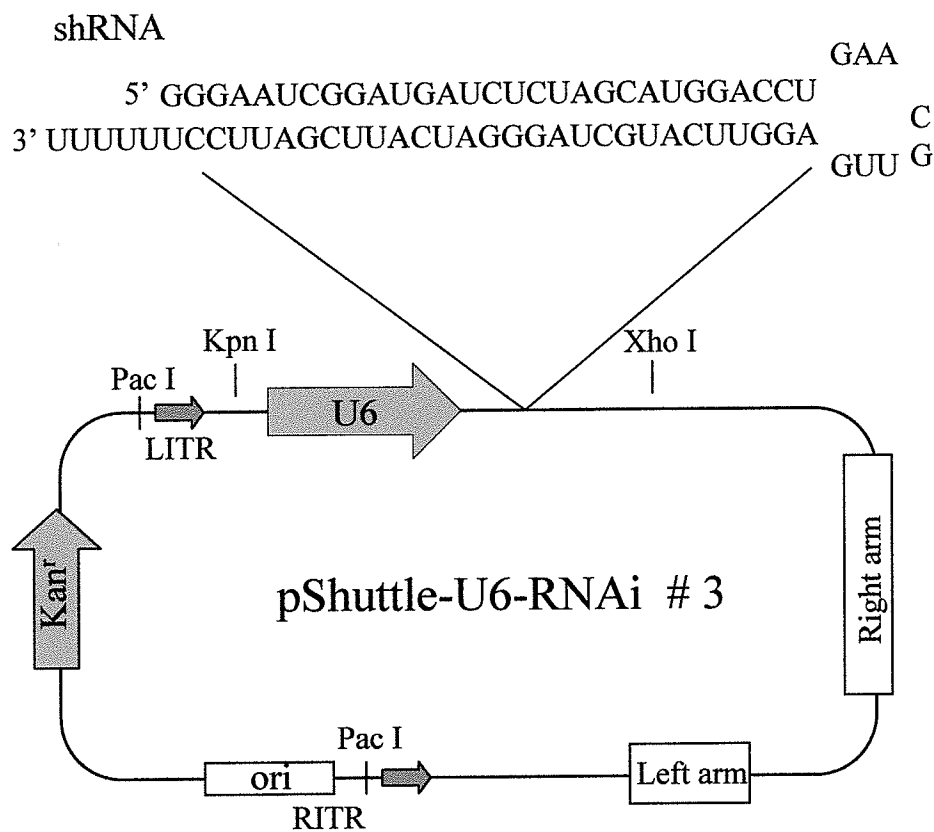 shRNA
GAA
5' GGGAAUCGGAUGAUCUCUAGCAUGGACCU
C
3' UUUUUUCCUUAGCUUACUAGGGAUCGUACUUGGA
G
GUU
Kpn I
Xho I
Pac I
U6
LITR
Kanʳ
Right arm
pShuttle-U6-RNAi # 3
Pac I
ori
Left arm
RITR